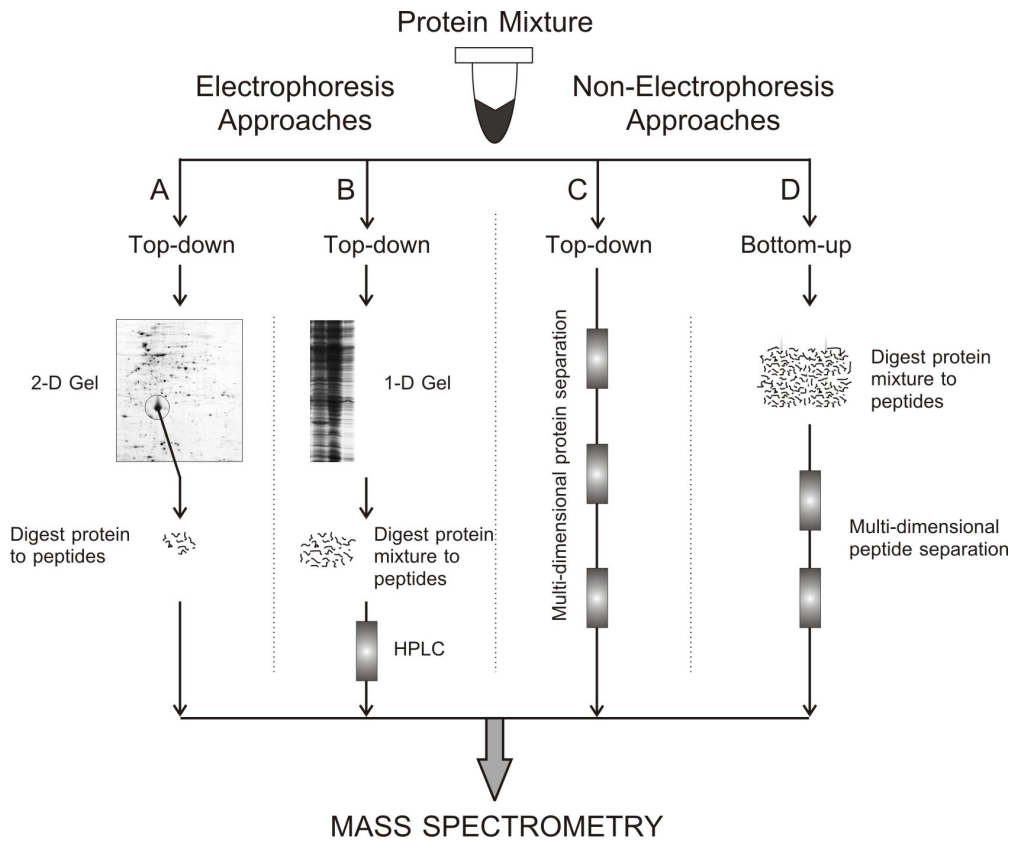 Protein Mixture
Electrophoresis
Approaches
Non-Electrophoresis
Approaches
A
B
C
D
Top-down
Top-down
Top-down
Bottom-up
2-D Gel
1-D Gel
Multi-dimensional protein separation
Digest protein
mixture to
peptides
Digest protein
to peptides
Digest protein
mixture to
peptides
Multi-dimensional
peptide separation
HPLC
MASS SPECTROMETRY